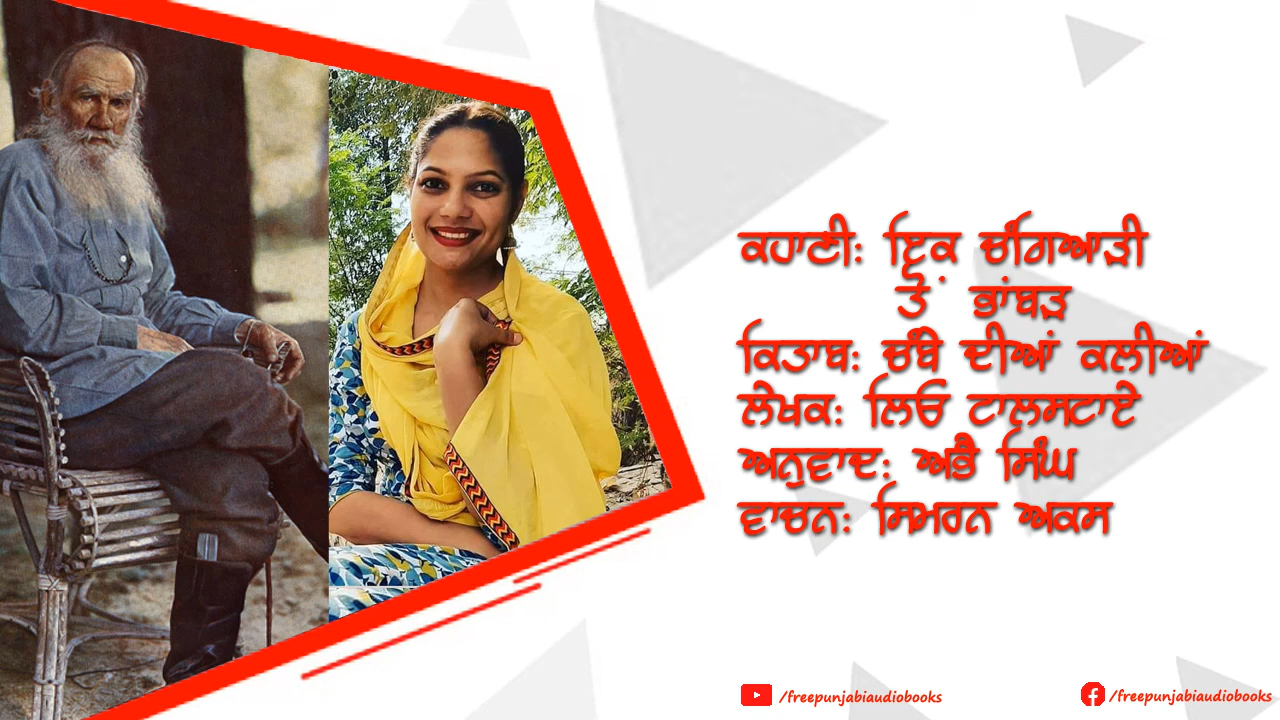 ਕਹਾਣੀ: ਇਕ ਚੰਗਿਆੜੀ
ਤੋਂ ਭਾਂਬੜ
ਕਿਤਾਬ: ਚੰਬੇ ਦੀਆਂ ਕਲੀਆਂ
ਲੇਖਕ: ਲਿਓ ਟਾਲਸਟਾਏ
ਅਨੁਵਾਦ: ਅਭੈ ਸਿੰਘ
ਵਾਚਨ: ਸਿਮਰਨ ਅਕਸ
/freepunjabiaudiobooks /freepunjabiaudiobooks